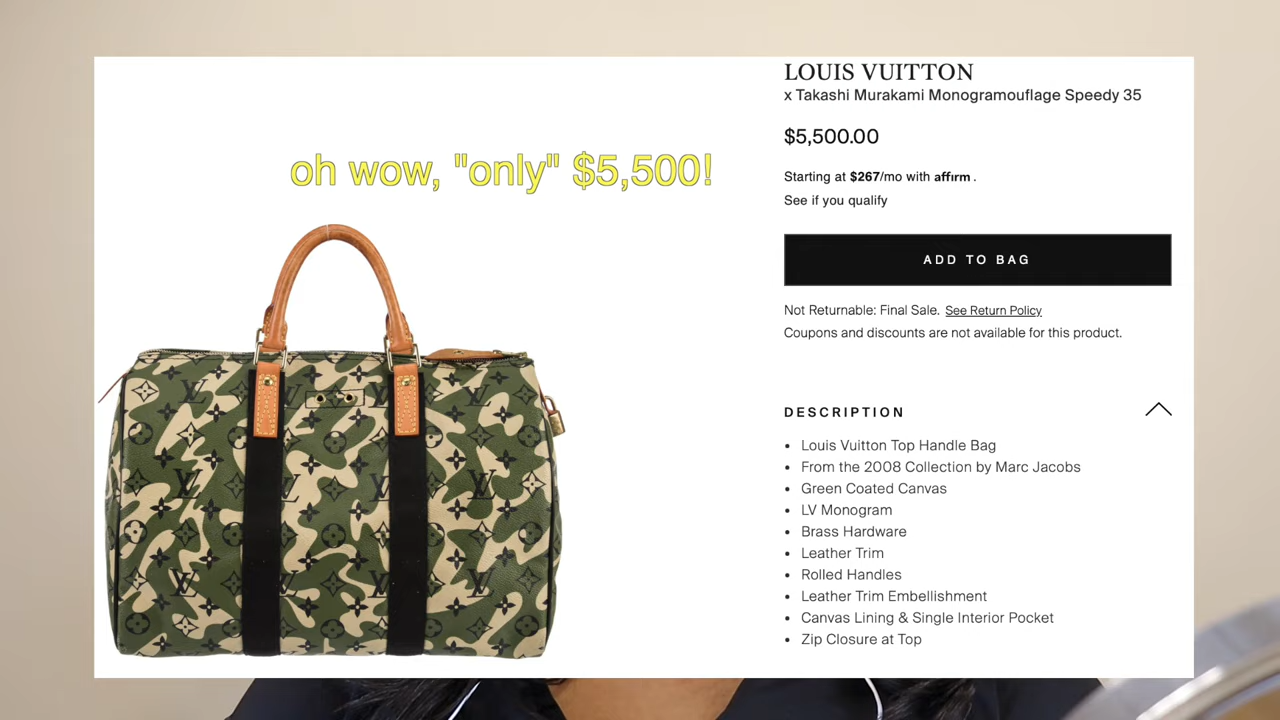 LOUIS VUITTON
x Takashi Murakami Monogramouflage Speedy 35
$5,500.00
oh wow, "only" $5,500!
Starting at $267/mo with affirm .
See if you qualify
ADD TO BAG
Not Returnable: Final Sale. See Return Policy
Coupons and discounts are not available for this product.
DESCRIPTION
• Louis Vuitton Top Handle Bag
• From the 2008 Collection by Marc Jacobs
• Green Coated Canvas
• LV Monogram
• Brass Hardware
• Leather Trim
• Rolled Handles
• Leather Trim Embellishment
• Canvas Lining & Single Interior Pocket
• Zip Closure at Top